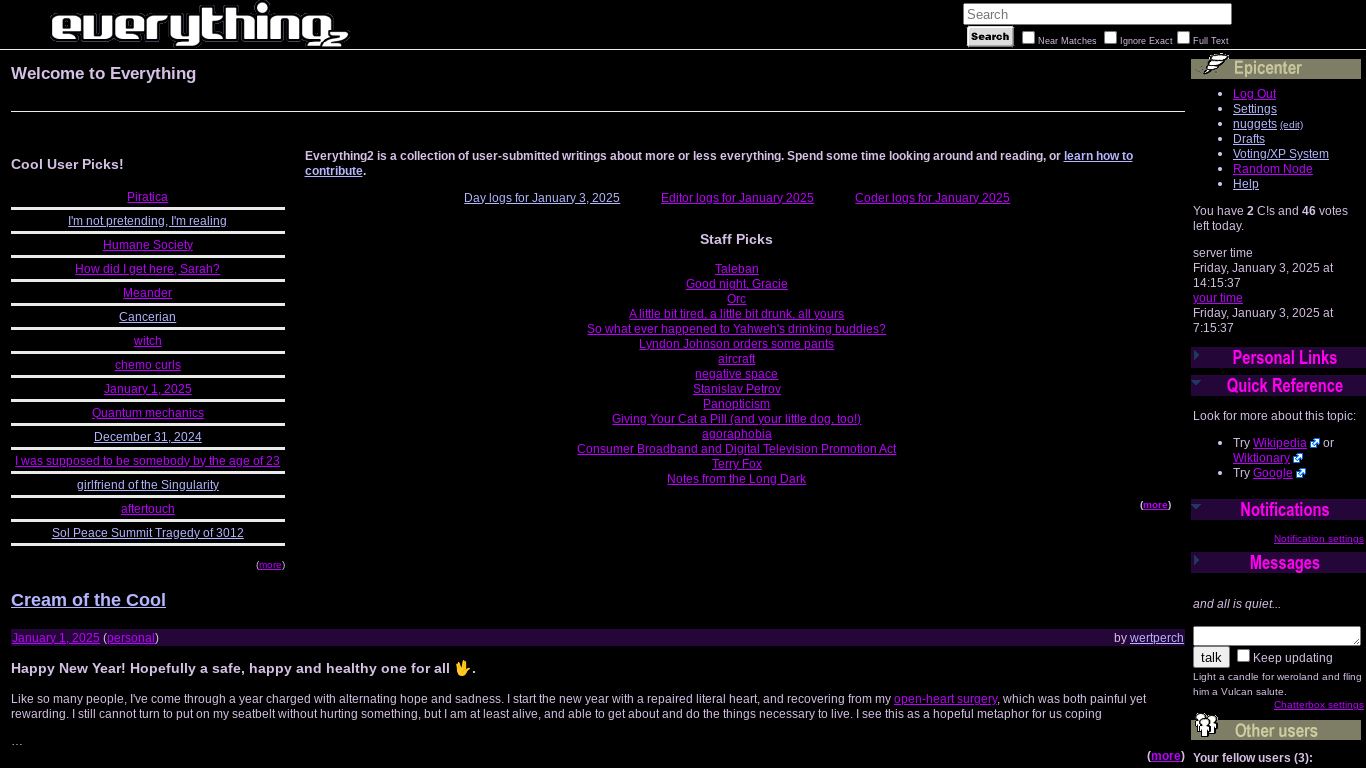 everything2
Search
Near Matches
Ignore Exact
Full Text
Welcome to Everything
Cool User Picks!
Piratica
I'm not pretending, I'm realing
Humane Society
How did I get here, Sarah?
Meander
Cancerian
witch
chemo curls
January 1, 2025
Quantum mechanics
December 31, 2024
I was supposed to be somebody by the age of 23
girlfriend of the Singularity
aftertouch
Sol Peace Summit Tragedy of 3012
(more)
Everything2 is a collection of user-submitted writings about more or less everything. Spend some time looking around and reading, or learn how to
contribute.
Day logs for January 3, 2025
Editor logs for January 2025
Coder logs for January 2025
Staff Picks
Taleban
Good night, Gracie
Orc
A little bit tired, a little bit drunk, all yours
So what ever happened to Yahweh's drinking buddies?
Lyndon Johnson orders some pants
aircraft
negative space
Stanislav Petrov
Panopticism
Giving Your Cat a Pill (and your little dog, too!)
agoraphobia
Consumer Broadband and Digital Television Promotion Act
Terry Fox
Notes from the Long Dark
(more)
Cream of the Cool
January 1, 2025 (personal)
by wertperch
Happy New Year! Hopefully a safe, happy and healthy one for all 🖖.
Like so many people, I've come through a year charged with alternating hope and sadness. I start the new year with a repaired literal heart, and recovering from my open-heart surgery, which was both painful yet
rewarding. I still cannot turn to put on my seatbelt without hurting something, but I am at least alive, and able to get about and do the things necessary to live. I see this as a hopeful metaphor for us coping
…
(more)
Epicenter
Log Out
Settings
nuggets (edit)
Drafts
Voting/XP System
Random Node
Help
You have 2 C!s and 46 votes
left today.
server time
Friday, January 3, 2025 at
14:15:37
your time
Friday, January 3, 2025 at
7:15:37
Personal Links
Quick Reference
Look for more about this topic:
Try Wikipedia or
Wiktionary
Try Google
Notifications
Notification settings
Messages
and all is quiet...
talk
Keep updating
Light a candle for weroland and fling
him a Vulcan salute.
Chatterbox settings
Other users
Your fellow users (3):